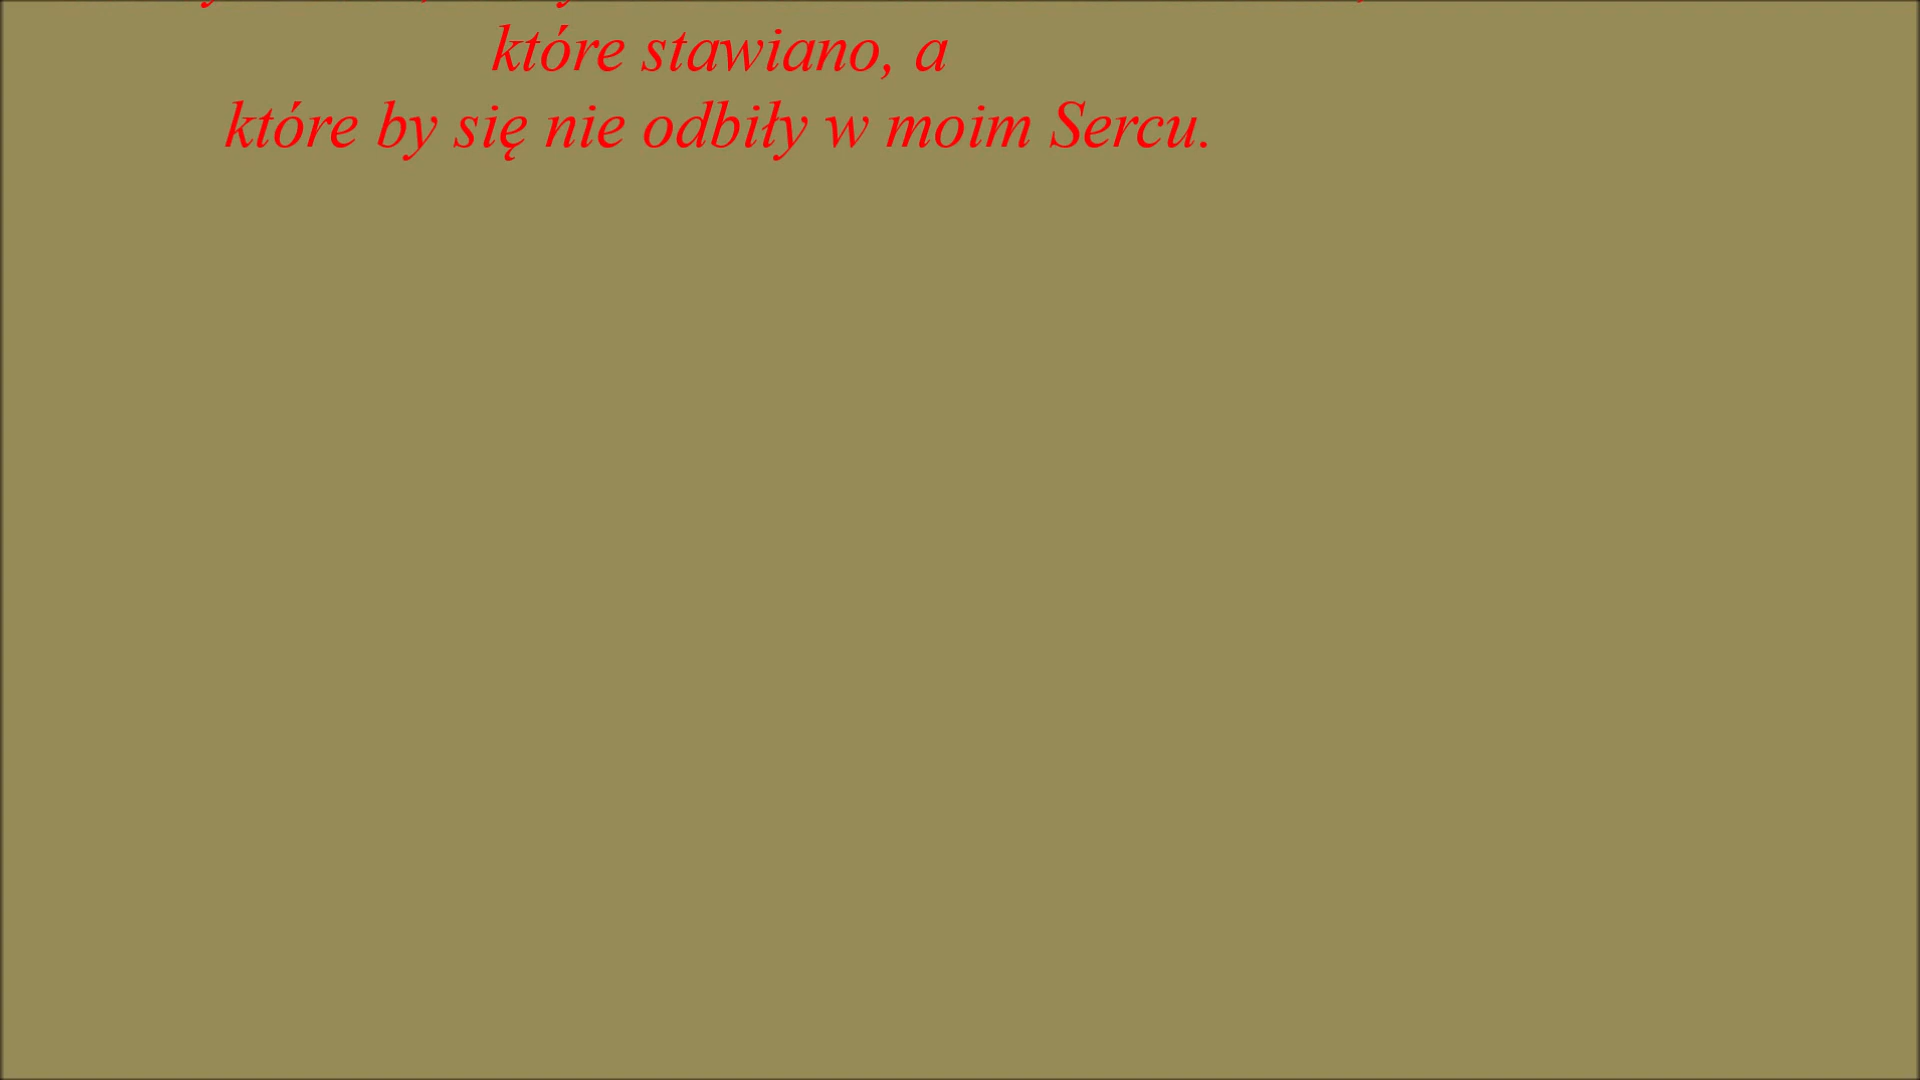 które stawiano, a
które by się nie odbiły w moim Sercu.